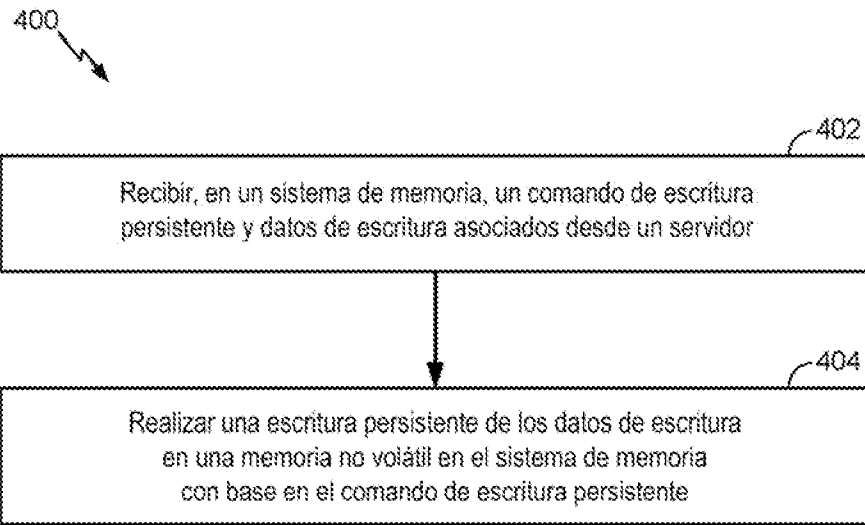 400
402
Recibir, en un sistema de memoria, un comando de escritura
persistente y datos de escritura asociados desde un servidor
404
Realizar una escritura persistente de los datos de escritura
en una memoria no volátil en el sistema de memoria
con base en el comando de escritura persistente